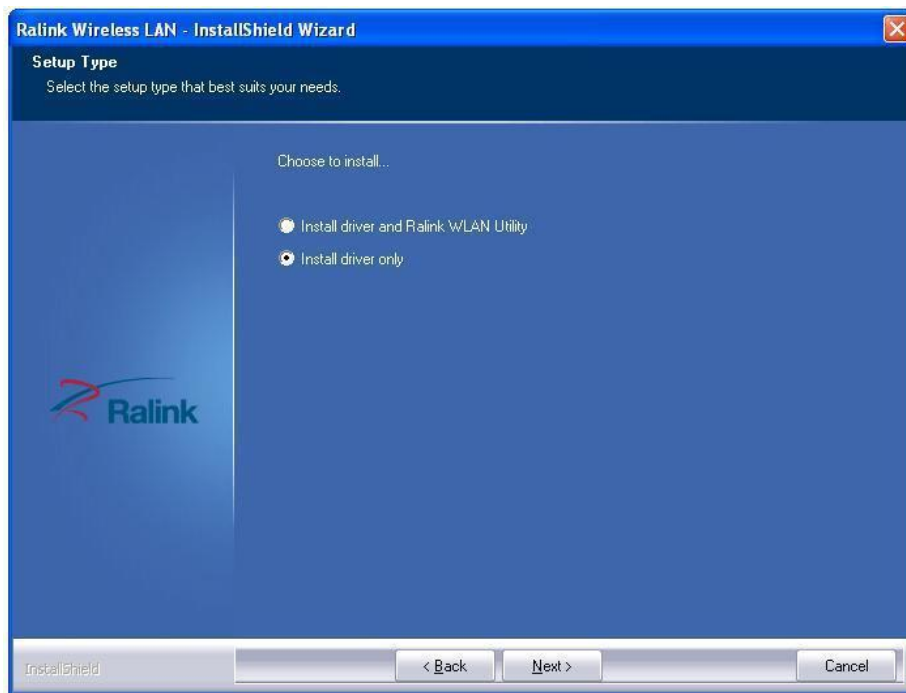 Ralink Wireless LAN - InstallShield Wizard
Setup Type
Select the setup type that best suits your needs.
Choose to install...
Install driver and Ralink WLAN Utility
Install driver only
Ralink
InstallShield
< Back
Next >
Cancel